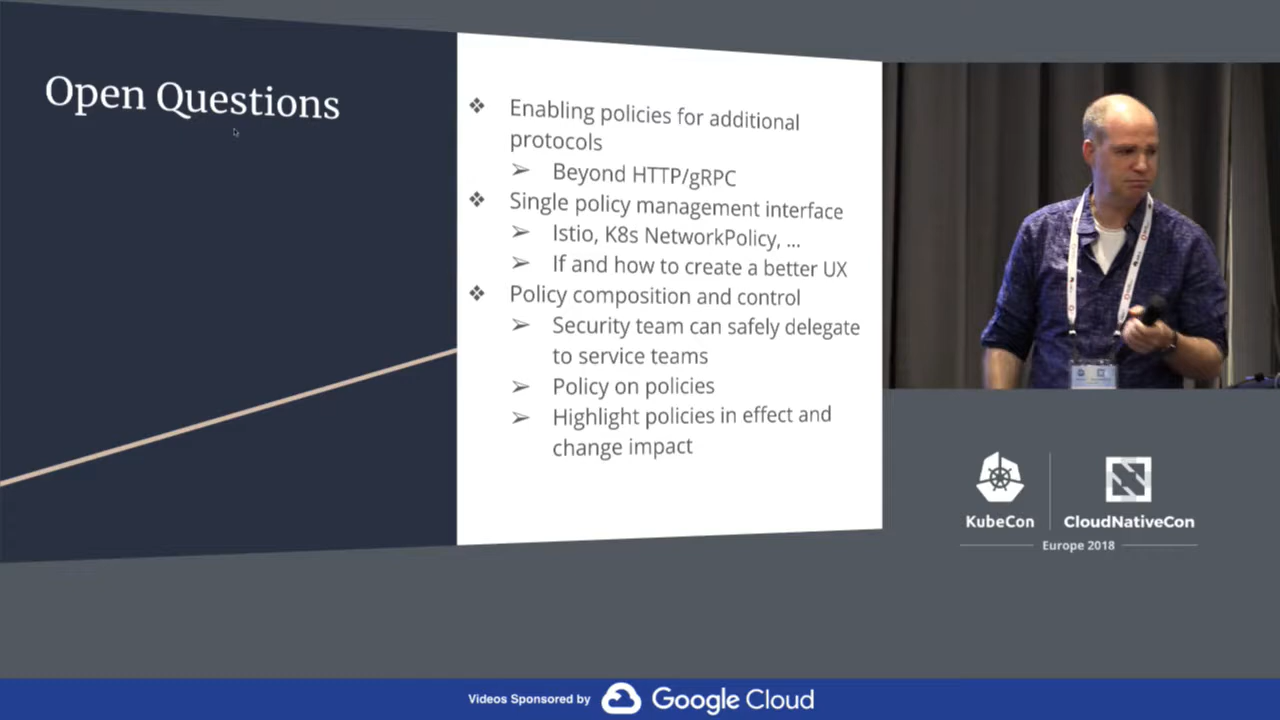 Open Questions
❖ Enabling policies for additional
protocols
➢ Beyond HTTP/gRPC
❖ Single policy management interface
➢ Istio, K8s NetworkPolicy, ...
➢ If and how to create a better UX
❖ Policy composition and control
➢ Security team can safely delegate
to service teams
➢ Policy on policies
➢ Highlight policies in effect and
change impact
KubeCon
CloudNativeCon
Europe 2018
Videos Sponsored by Google Cloud